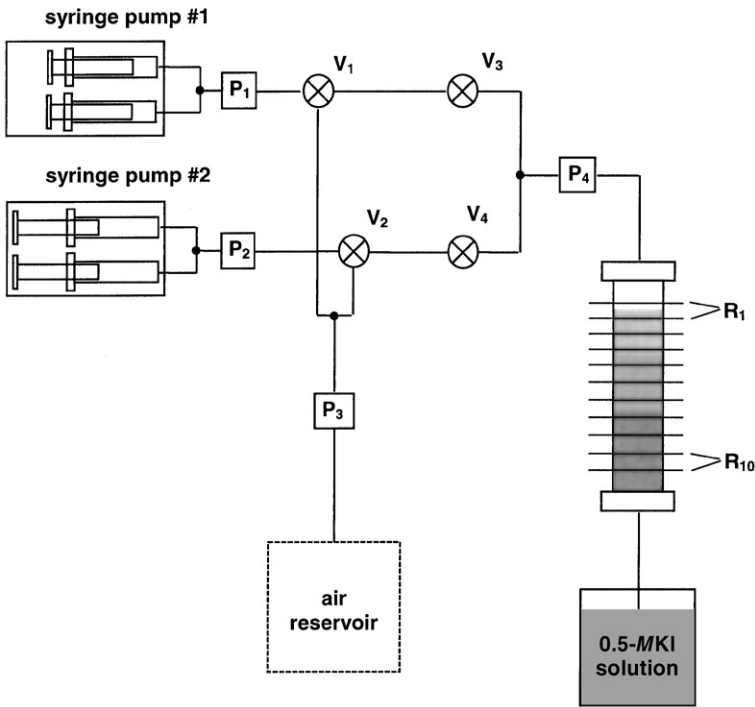 syringe pump #1
P1
V1
V3
syringe pump #2
P2
V2
V4
P4
R1
P3
R10
air
reservoir
0.5-MKI
solution